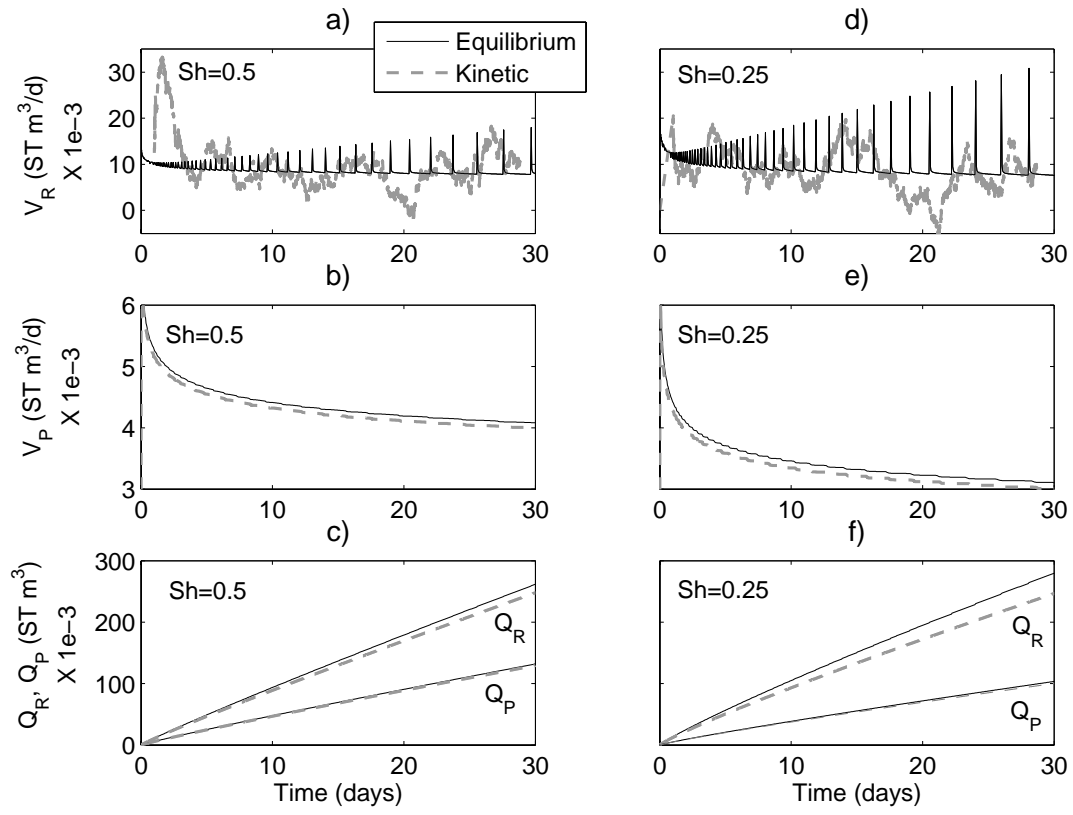 a)
V_R (ST m^3/d)
X 1e−3
Sh=0.5
Equilibrium
Kinetic
30
20
10
0
0 10 20 30
d)
Sh=0.25
0 10 20 30
b)
V_P (ST m^3/d)
X 1e−3
Sh=0.5
6
5
4
3
0 10 20 30
e)
Sh=0.25
0 10 20 30
c)
Q_R, Q_P (ST m^3)
X 1e−3
Sh=0.5
300
200
100
0
Q_R
Q_P
0 10 20 30
Time (days)
f)
Sh=0.25
Q_R
Q_P
0 10 20 30
Time (days)